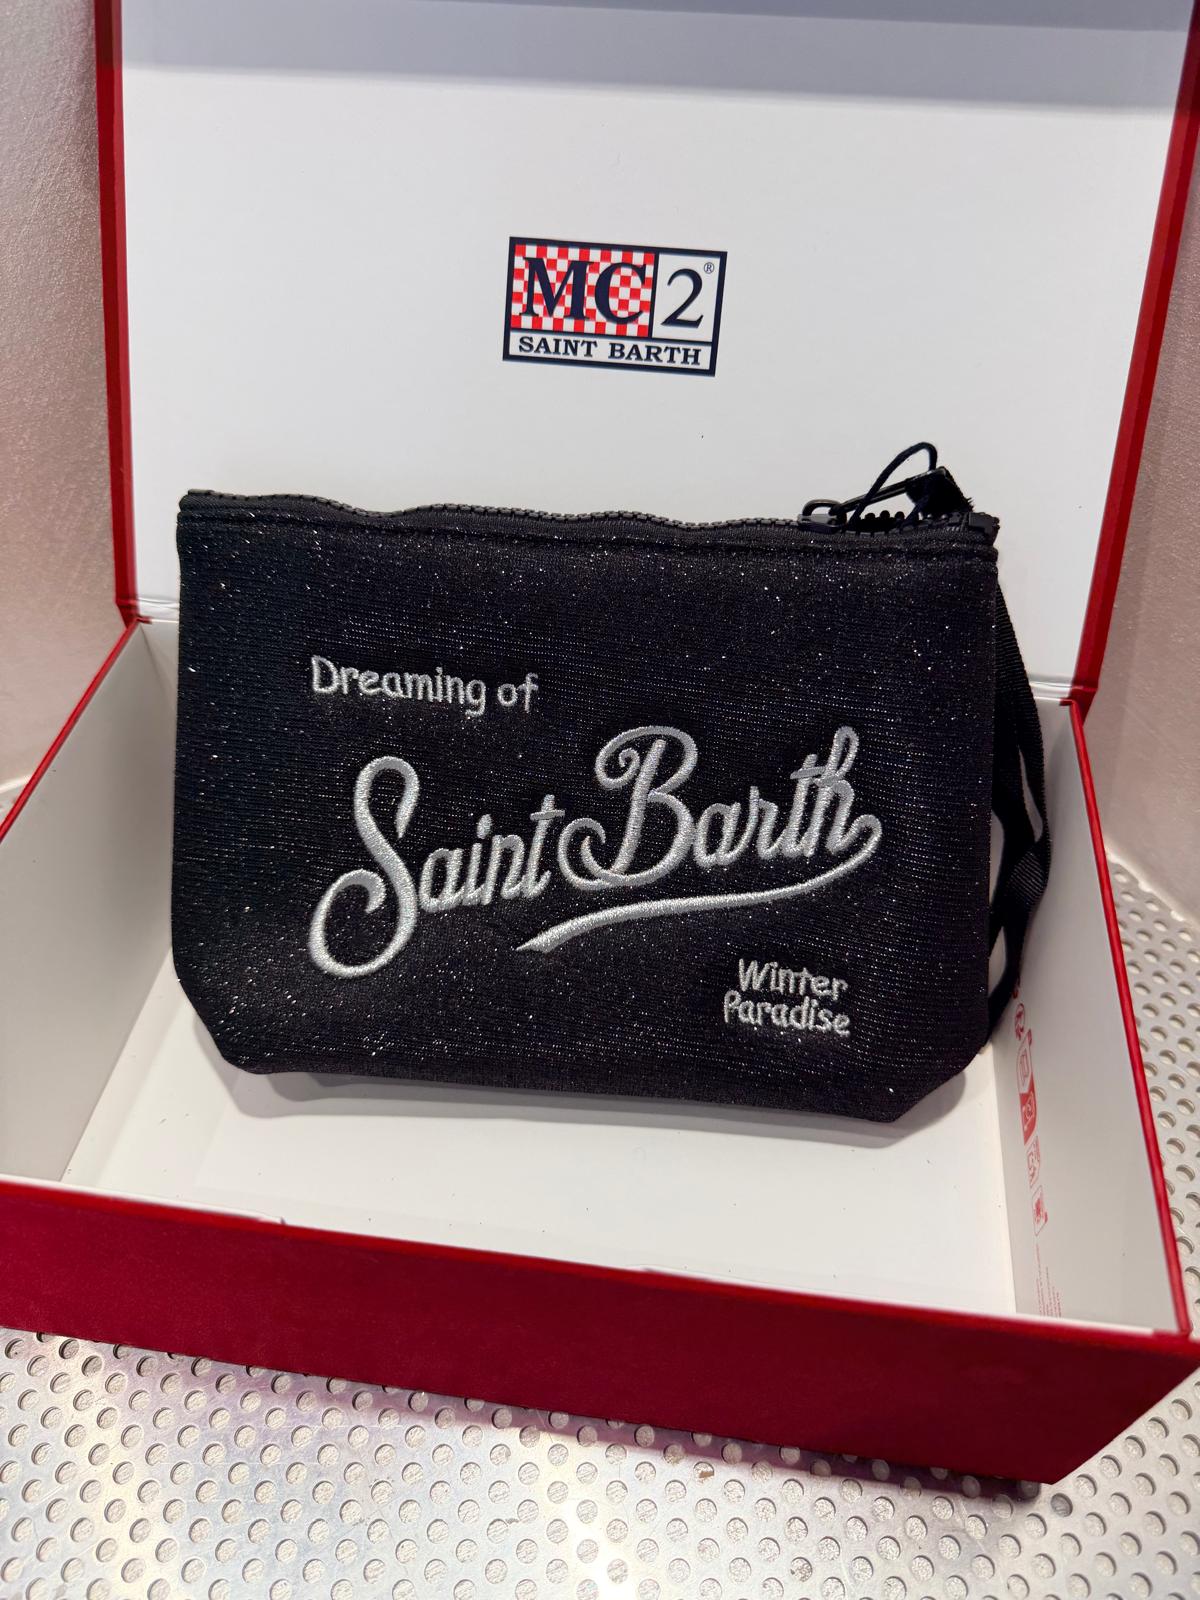 MC2®
SAINT BARTH
Dreaming of
Saint Barth
Winter
Paradise